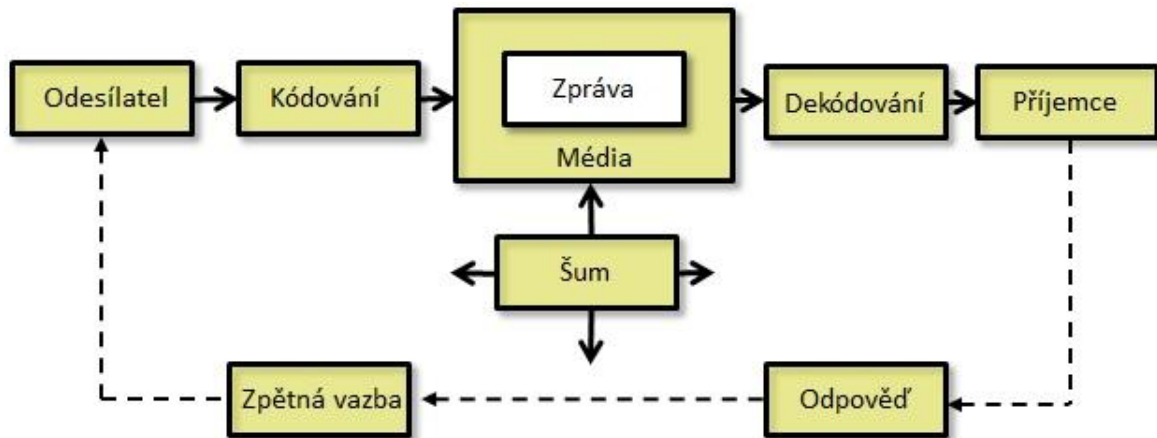 Odesílatel
Kódování
Zpráva
Média
Dekódování
Příjemce
Šum
Zpětná vazba
Odpověď